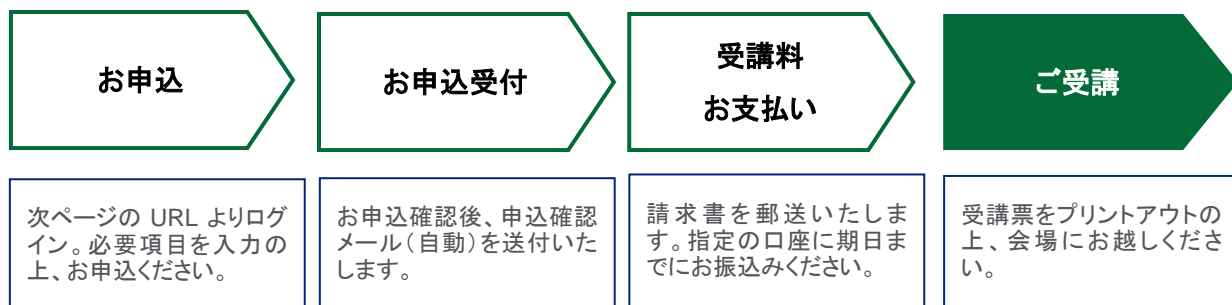 お申込
お申込受付
受講料
お支払い
ご受講
次ページの URL よりログ
イン。必要項目を入力の
上、お申込ください。
お申込確認後、申込確認
メール（自動）を送付いた
します。
請求書を郵送いたしま
す。指定の口座に期日ま
でにお振込みください。
受講票をプリントアウトの
上、会場にお越しくださ
い。